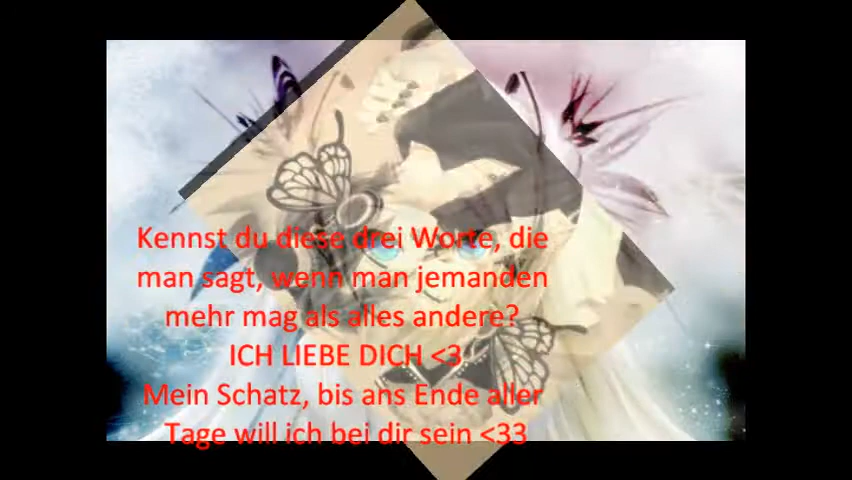 Kennst du diese drei Worte, die
man sagt, wenn man jemanden
mehr mag als alles andere?
ICH LIEBE DICH <3
Mein Schatz, bis ans Ende aller
Tage will ich bei dir sein <33